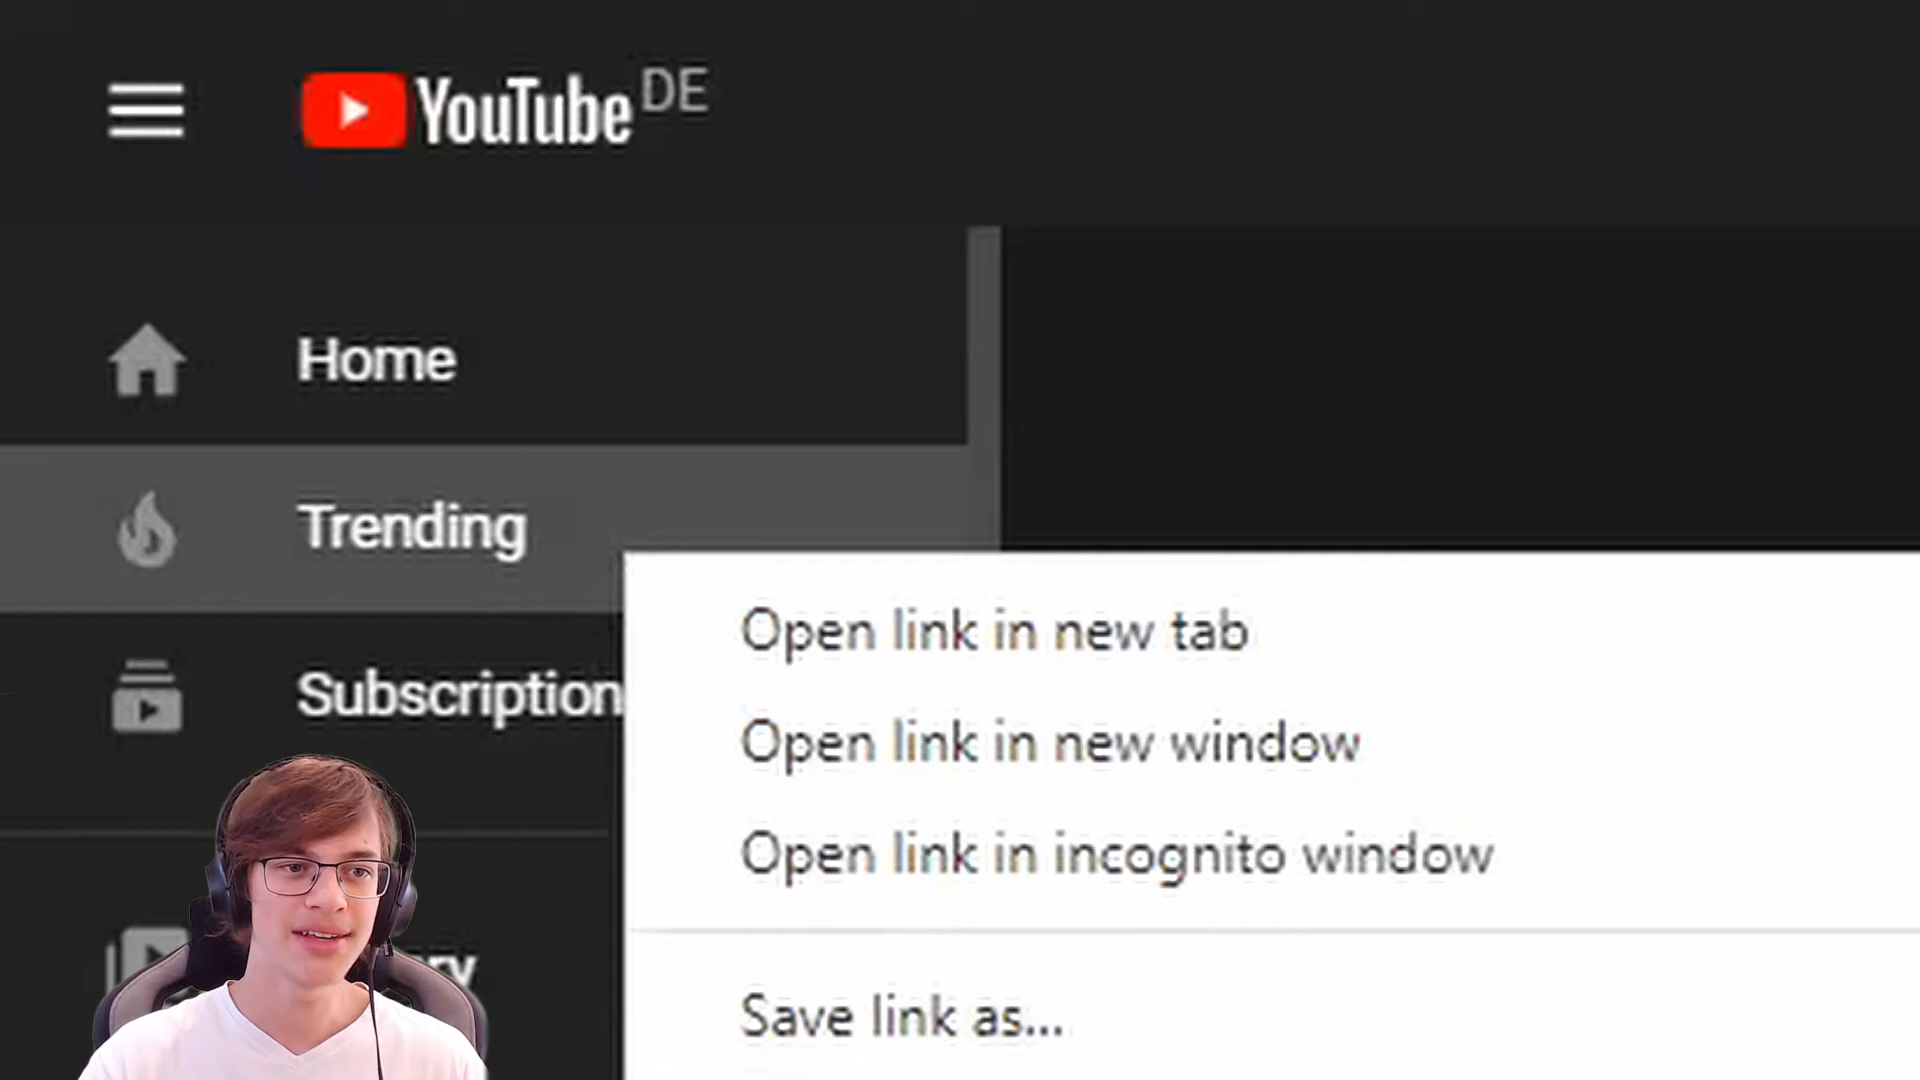 YouTube DE
Home
Trending
Subscription
Open link in new tab
Open link in new window
Open link in incognito window
Save link as...